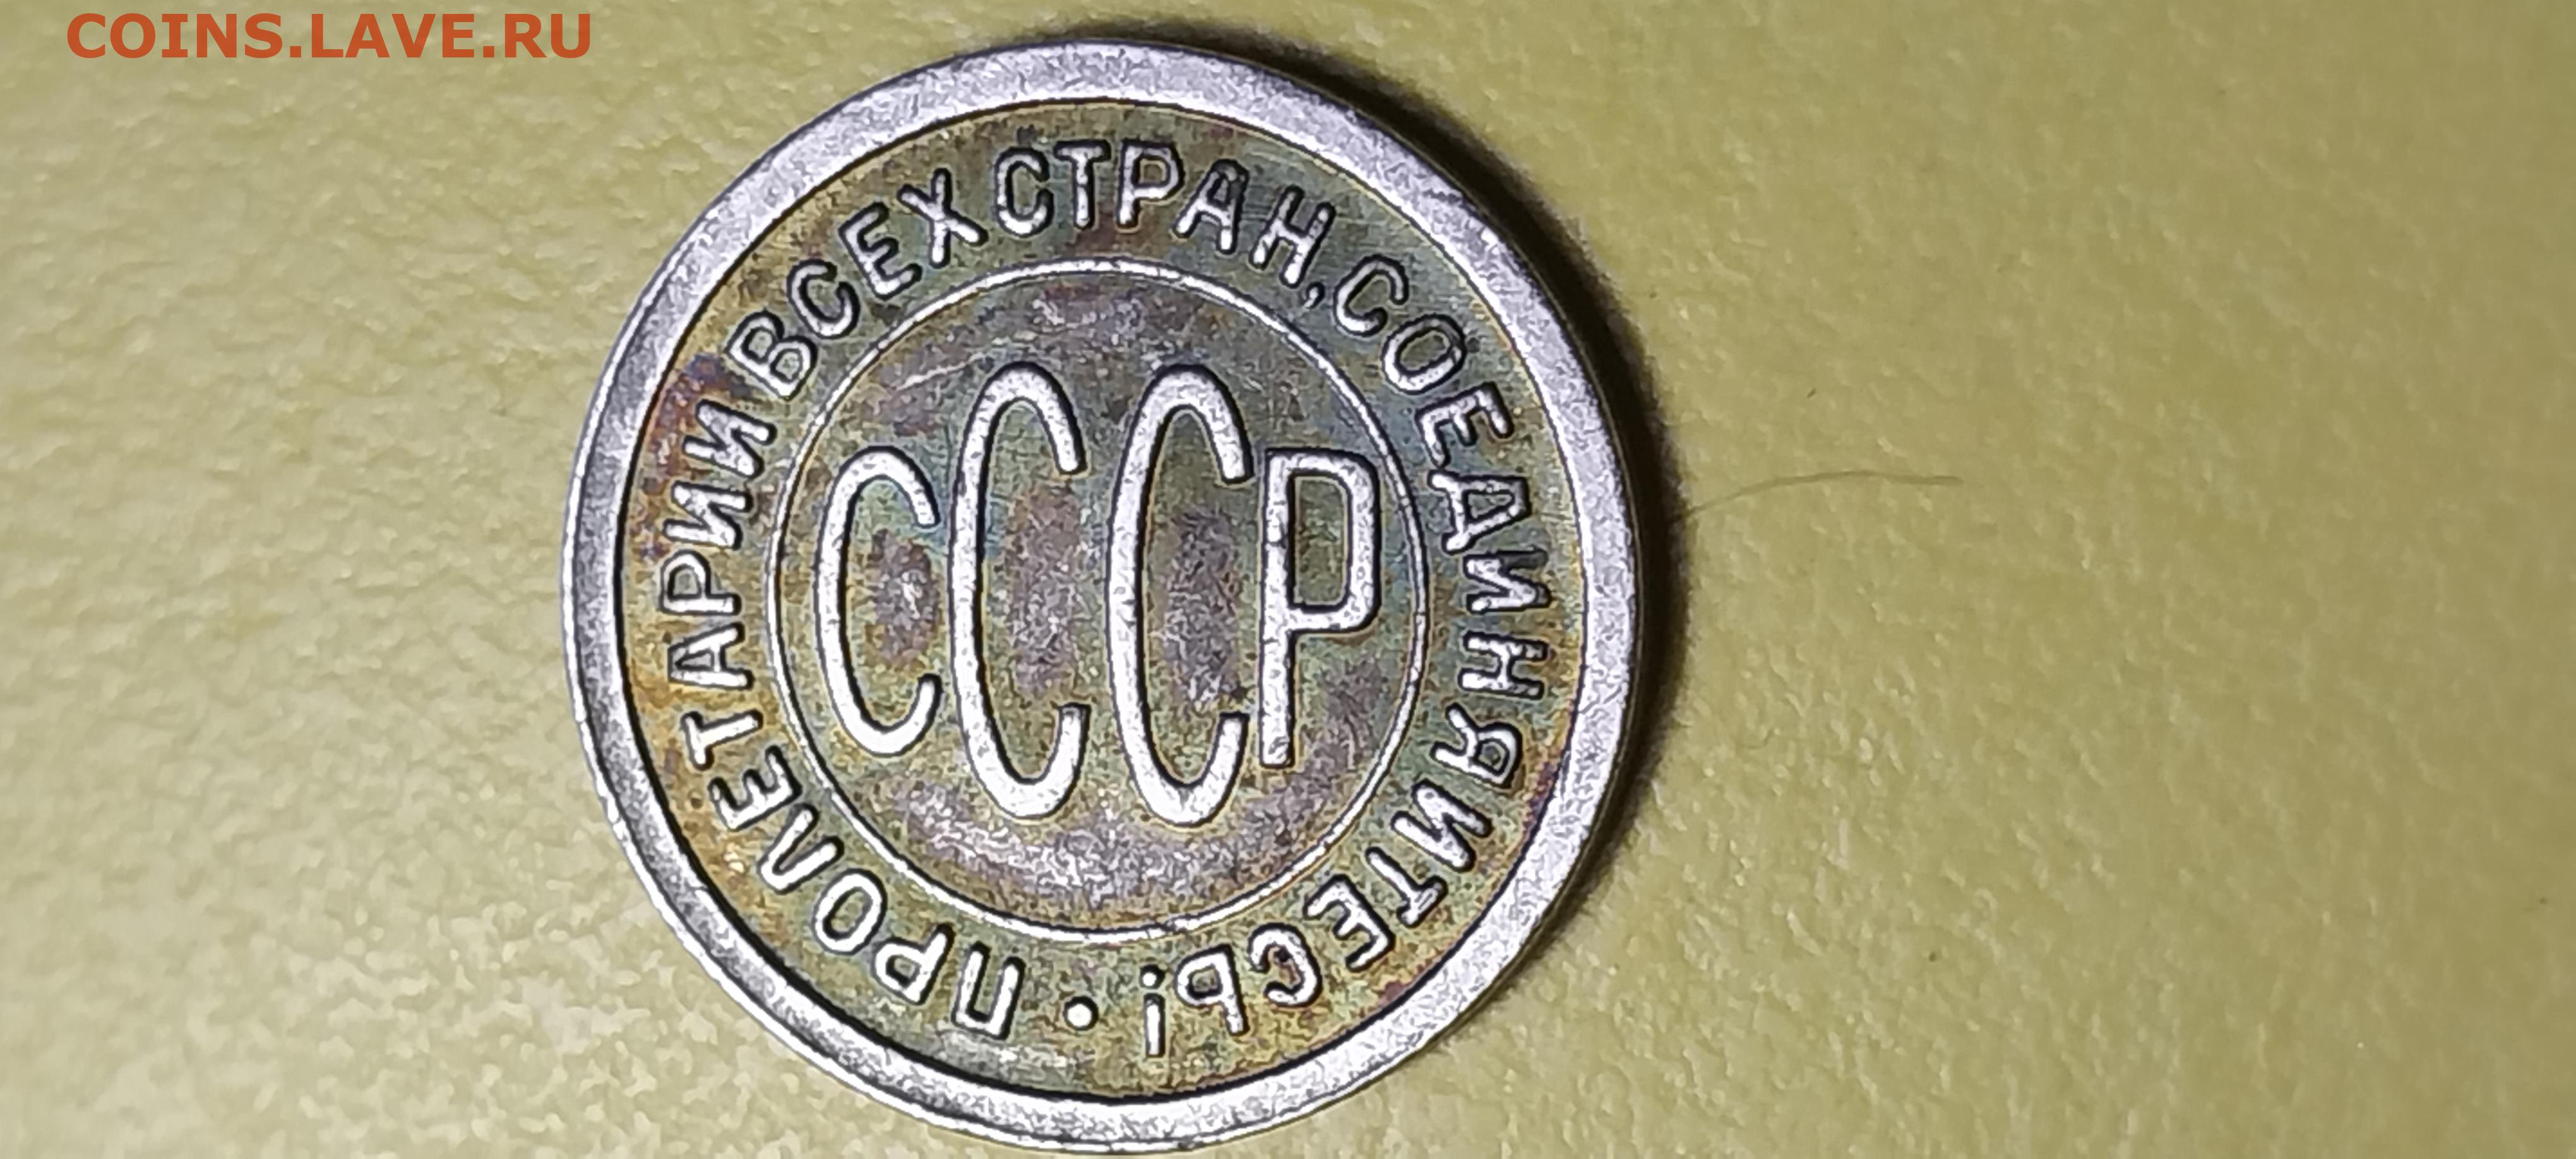 COINS.LAVE.RU
ПРОЛЕТАРИИ ВСЕХ СТРАН, СОЕДИНЯЙТЕСЬ! •
СССР